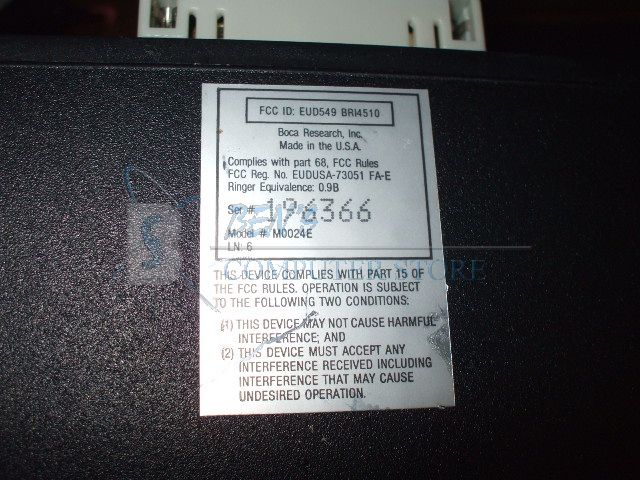 FCC ID: EUD549 BRI4510
Boca Research, Inc.
Made in the U.S.A.
Complies with part 68, FCC Rules
FCC Reg. No. EUDUSA-73051 FA-E
Ringer Equivalence: 0.9B
Ser # 196366
Model # M0024E
LN: 6
S BEN'S
COMPUTER STORE
THIS DEVICE COMPLIES WITH PART 15 OF
THE FCC RULES. OPERATION IS SUBJECT
TO THE FOLLOWING TWO CONDITIONS:
(1) THIS DEVICE MAY NOT CAUSE HARMFUL
INTERFERENCE; AND
(2) THIS DEVICE MUST ACCEPT ANY
INTERFERENCE RECEIVED INCLUDING
INTERFERENCE THAT MAY CAUSE
UNDESIRED OPERATION.